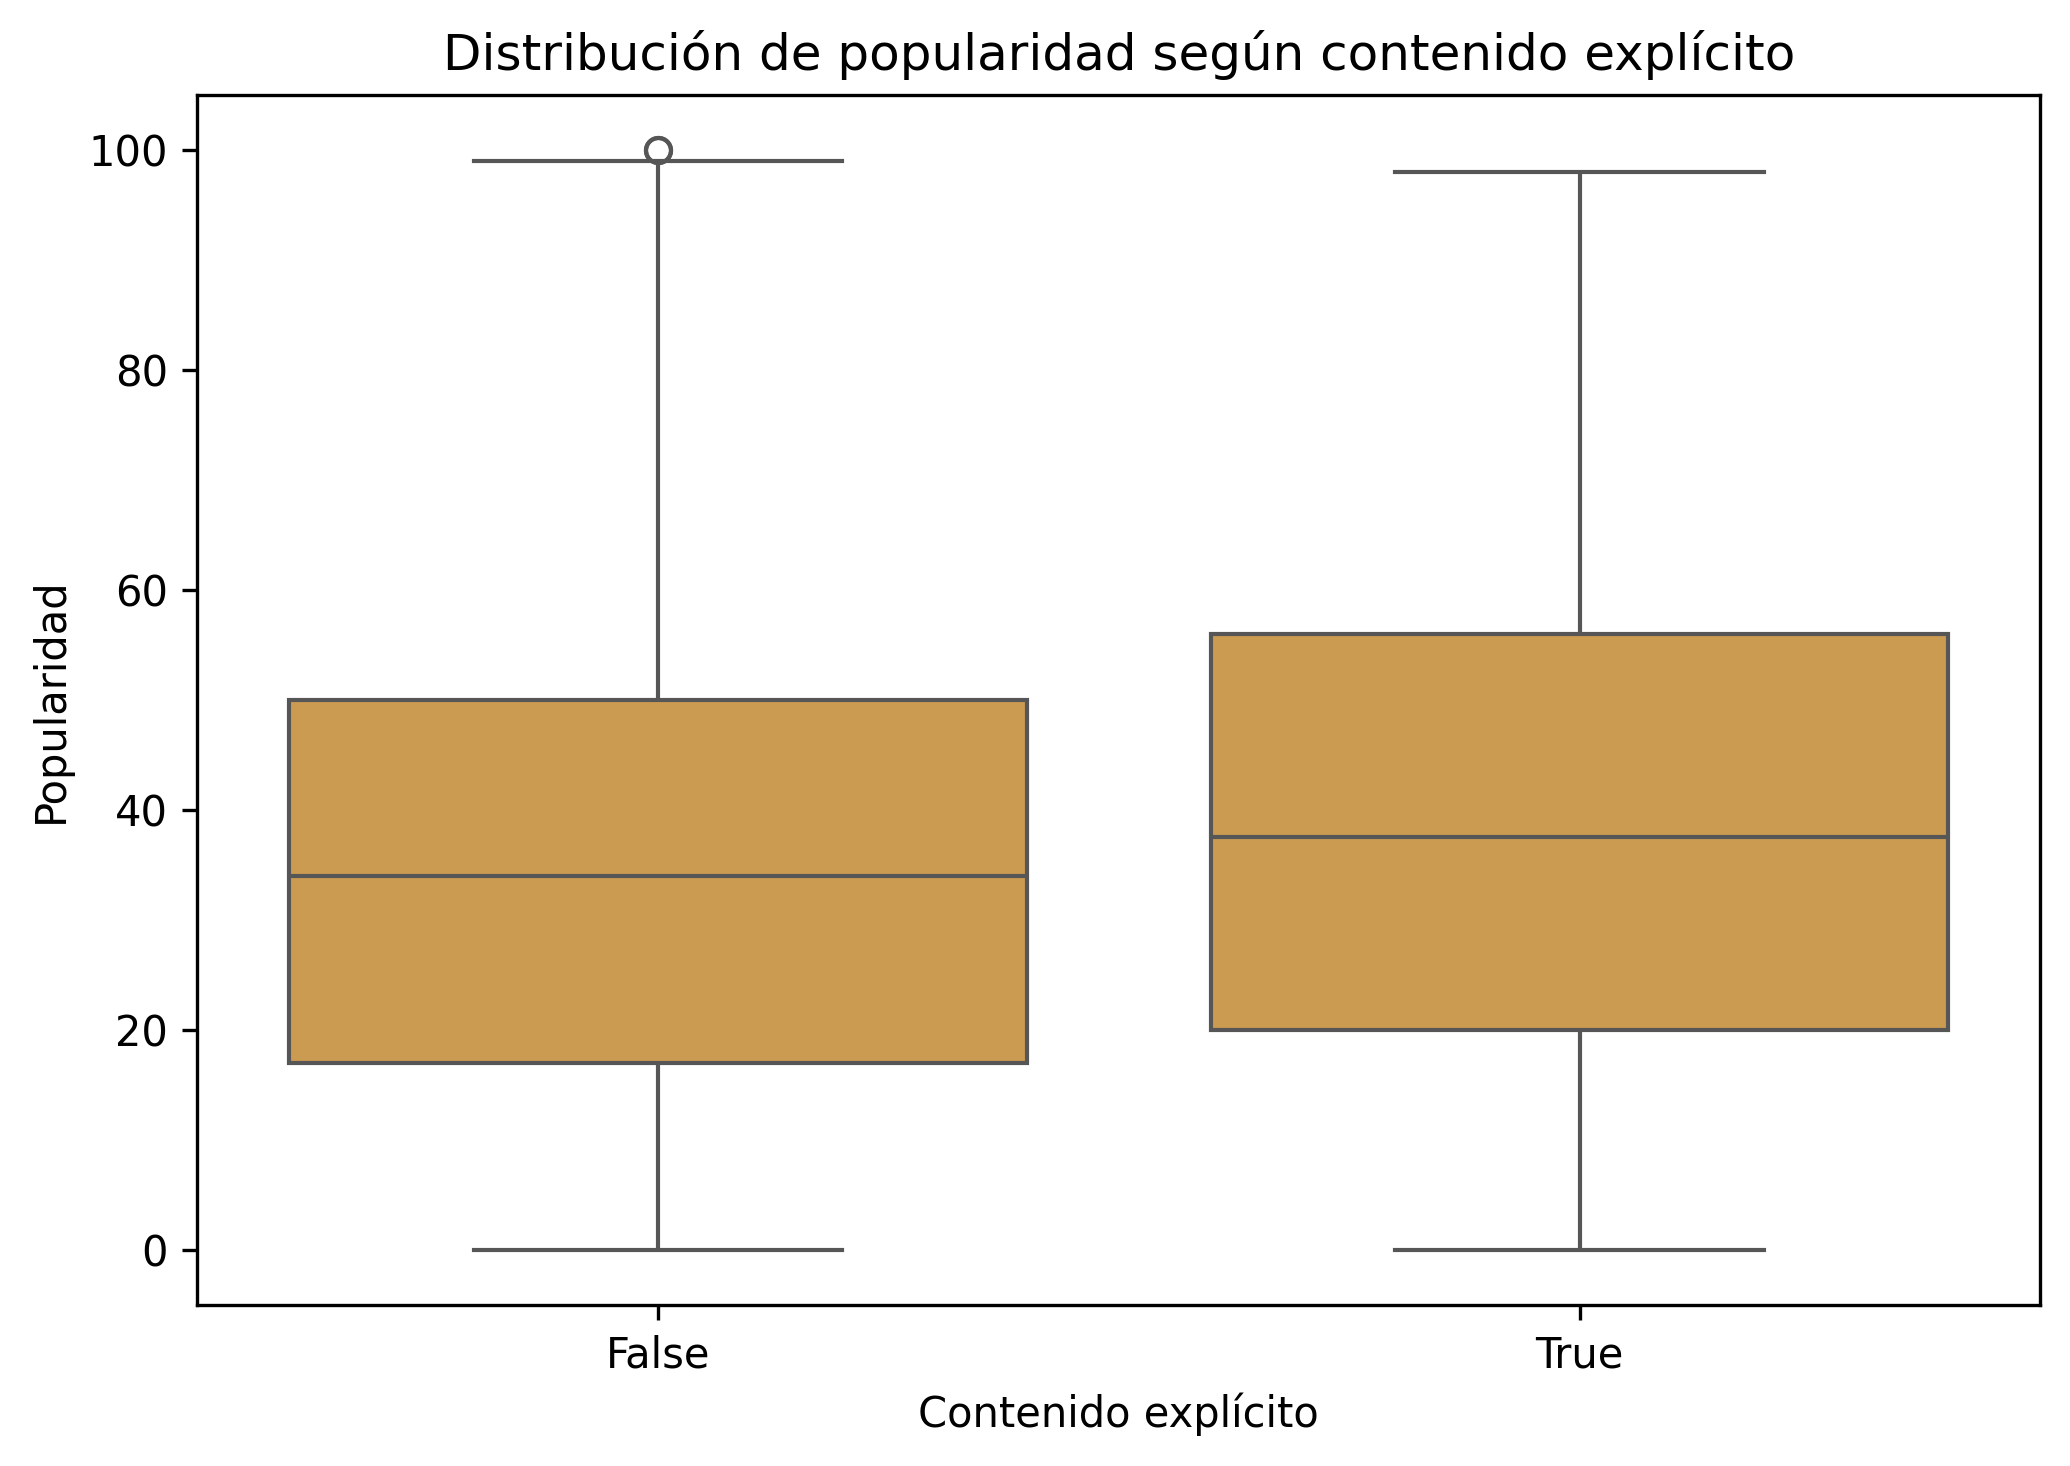 Distribución de popularidad según contenido explícito
100
80
60
40
20
0
Popularidad
False
True
Contenido explícito